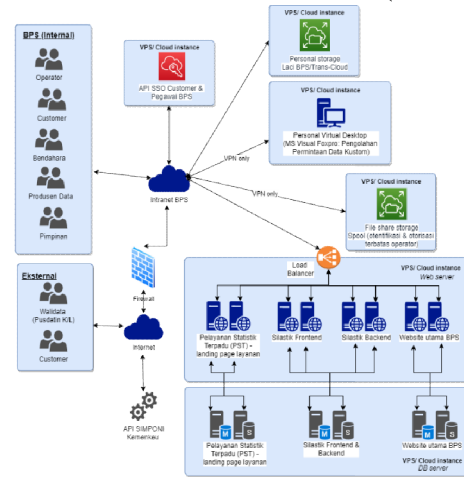 BPS (Internal)
Operator
Customer
Bendahara
Produsen Data
Pimpinan
VPS/ Cloud instance
API SSO Customer &
Pegawai BPS
VPS/ Cloud instance
Personal storage
Laci BPS/Trans-Cloud
VPS/ Cloud instance
Personal Virtual Desktop
(MS Visual Foxpro: Pengolahan
Permintaan Data Kustom)
VPN only
VPN only
Intranet BPS
VPS/ Cloud instance
File share storage
Spool (otentifikasi & otorisasi
terbatas operator)
Load
Balancer
VPS/ Cloud instance
Web server
Eksternal
Walidata
(Pusdatin K/L)
Customer
Firewall
Internet
API SIMPONI
Kemenkeu
Pelayanan Statistik
Terpadu (PST) –
landing page layanan
Silastik Frontend
Silastik Backend
Website utama BPS
M
S
M
S
M
S
Pelayanan Statistik
Terpadu (PST) –
landing page layanan
Silastik Frontend &
Backend
Website utama BPS
VPS/ Cloud instance
DB server